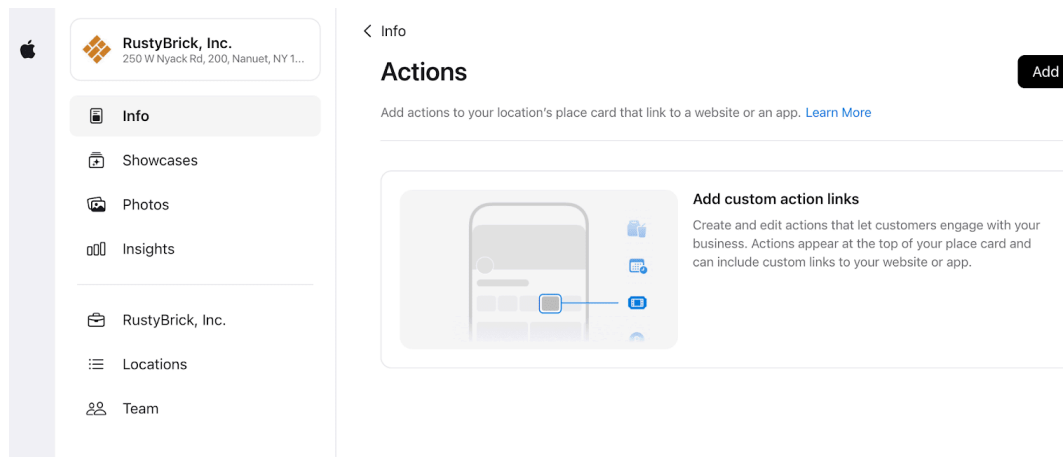 RustyBrick, Inc.
250 W Nyack Rd, 200, Nanuet, NY 1...
Info
Showcases
Photos
Insights
RustyBrick, Inc.
Locations
Team
Info
Actions
Add
Add actions to your location's place card that link to a website or an app. Learn More
Add custom action links
Create and edit actions that let customers engage with your
business. Actions appear at the top of your place card and
can include custom links to your website or app.